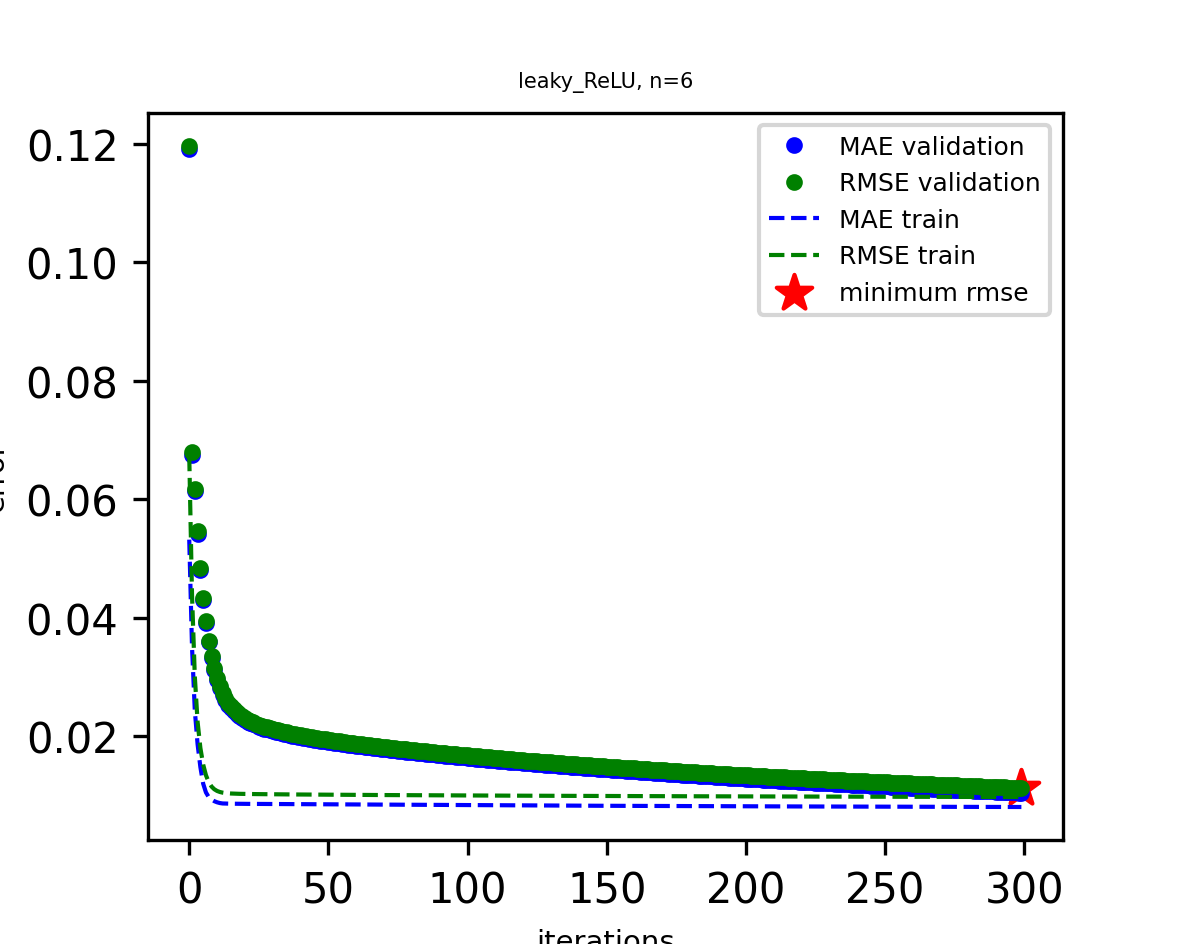 leaky_ReLU, n=6
0.12
0.10
0.08
0.06
0.04
0.02
MAE validation
RMSE validation
MAE train
RMSE train
minimum rmse
0 50 100 150 200 250 300
iterations